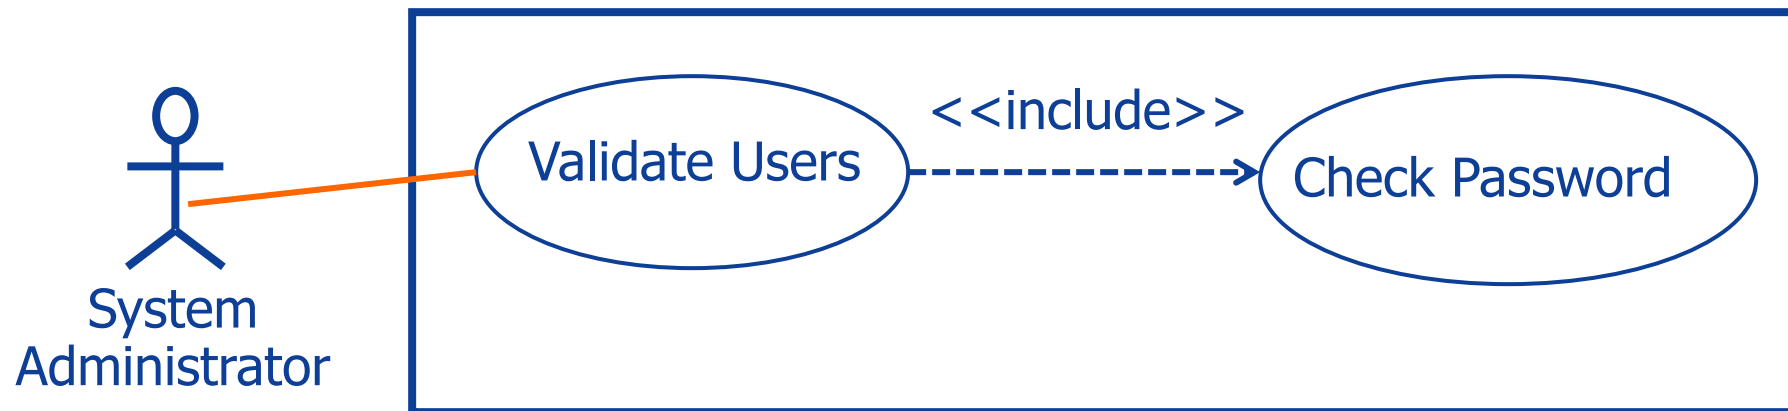 <<include>>
Validate Users
Check Password
System
Administrator